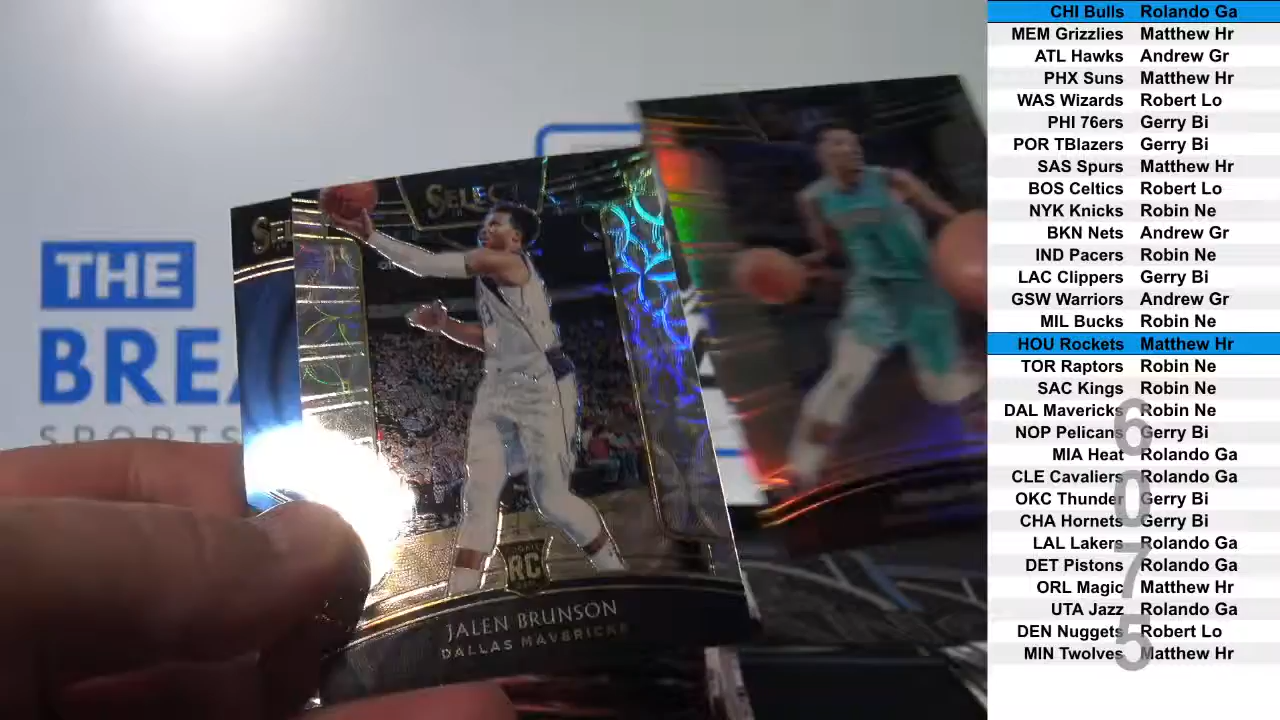 THE
BREA
SPORTS
SELECT
JALEN BRUNSON
DALLAS MAVERICKS
RC
CHI Bulls Rolando Ga
MEM Grizzlies Matthew Hr
ATL Hawks Andrew Gr
PHX Suns Matthew Hr
WAS Wizards Robert Lo
PHI 76ers Gerry Bi
POR TBlazers Gerry Bi
SAS Spurs Matthew Hr
BOS Celtics Robert Lo
NYK Knicks Robin Ne
BKN Nets Andrew Gr
IND Pacers Robin Ne
LAC Clippers Gerry Bi
GSW Warriors Andrew Gr
MIL Bucks Robin Ne
HOU Rockets Matthew Hr
TOR Raptors Robin Ne
SAC Kings Robin Ne
DAL Mavericks Robin Ne
NOP Pelicans Gerry Bi
MIA Heat Rolando Ga
CLE Cavaliers Rolando Ga
OKC Thunder Gerry Bi
CHA Hornets Gerry Bi
LAL Lakers Rolando Ga
DET Pistons Rolando Ga
ORL Magic Matthew Hr
UTA Jazz Rolando Ga
DEN Nuggets Robert Lo
MIN Twolves Matthew Hr
6
0
7
5